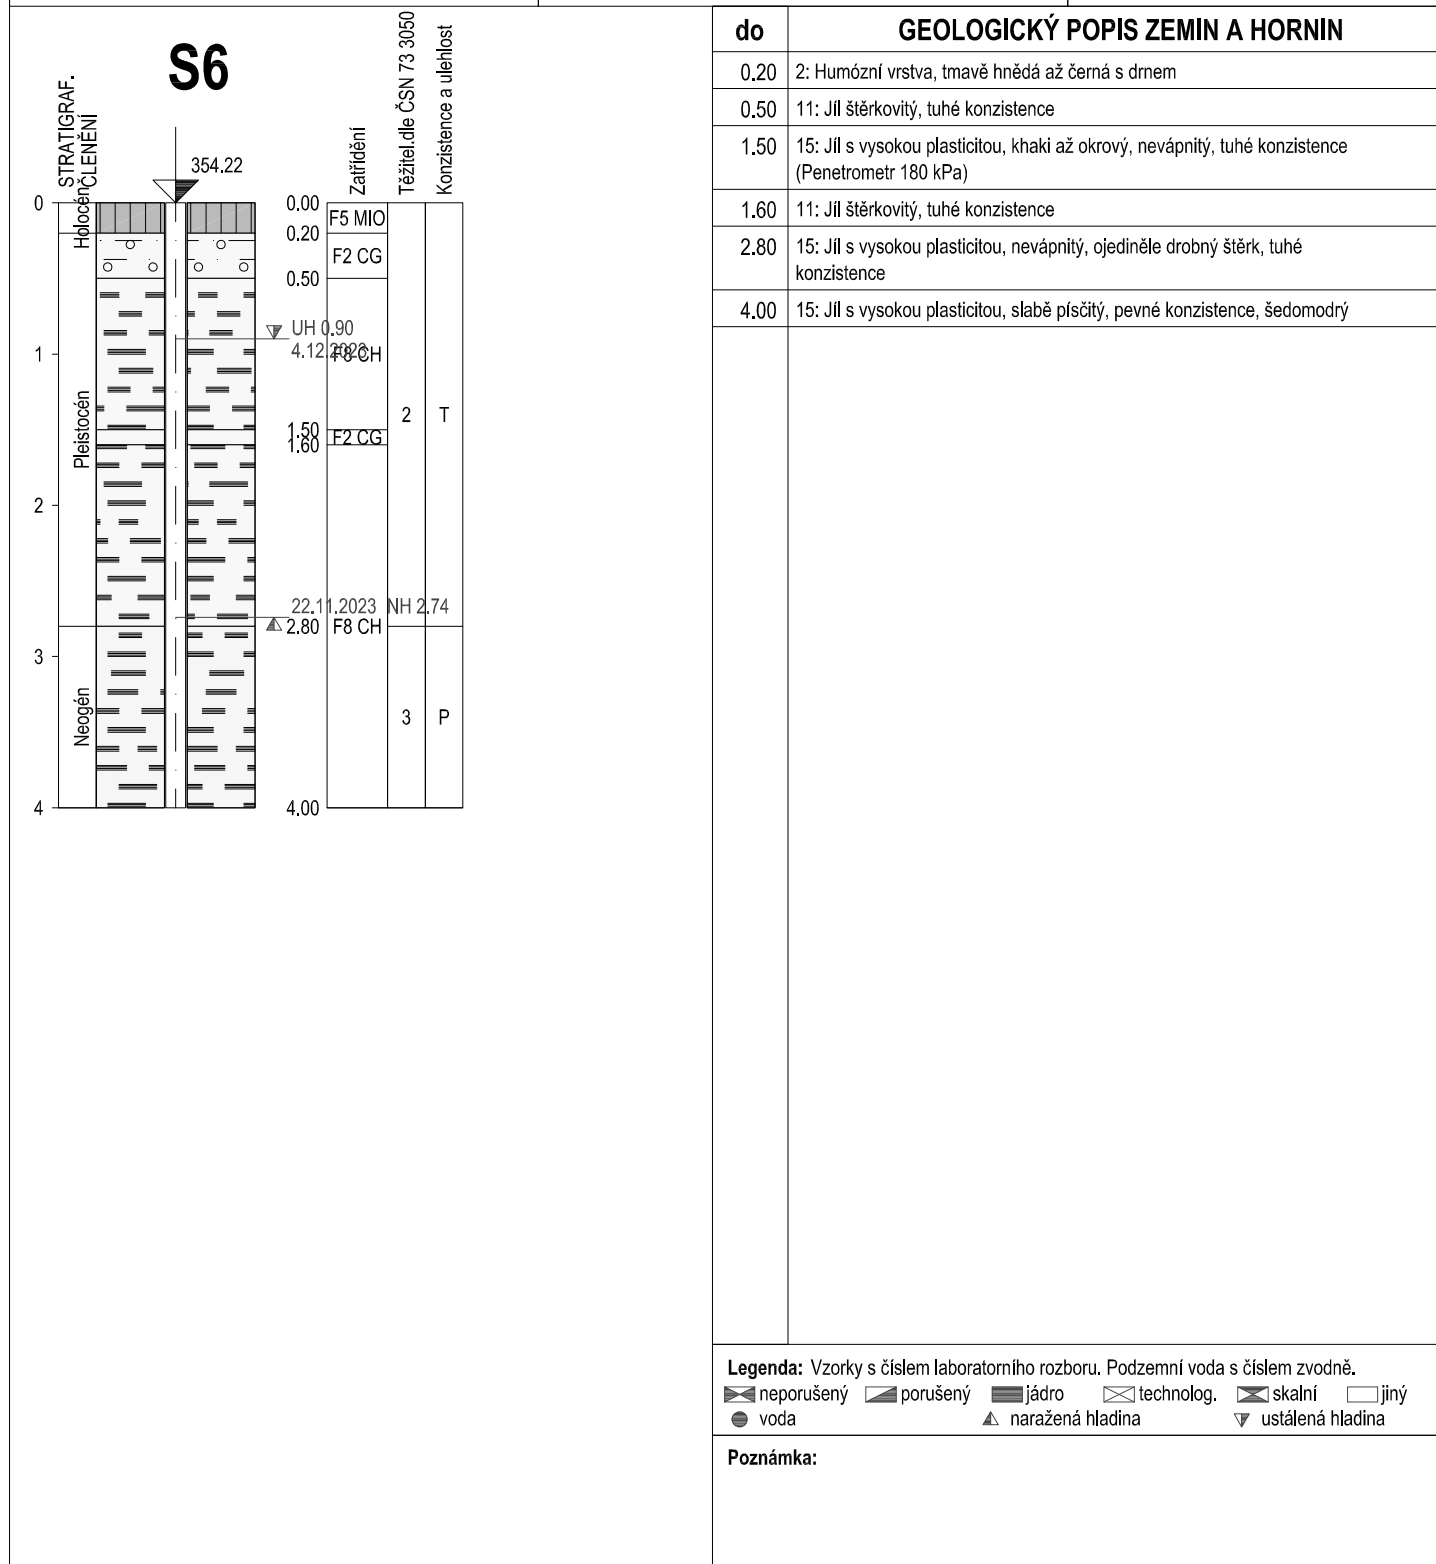 S6
STRATIGRAF.
ČLENĚNÍ
Zatřídění
Těžitel.dle ČSN 73 3050
Konzistence a ulehlost
354.22
0
1
2
3
4
Holocén
Pleistocén
Neogén
0.00
0.20
0.50
1.50
1.60
2.80
4.00
UH 0.90
4.12.2023
22.11.2023 NH 2.74
F5 MIO
F2 CG
F8 CH
F2 CG
F8 CH
2
T
3
P
do GEOLOGICKÝ POPIS ZEMIN A HORNIN
0.20 2: Humózní vrstva, tmavě hnědá až černá s drnem
0.50 11: Jíl štěrkovitý, tuhé konzistence
1.50 15: Jíl s vysokou plasticitou, khaki až okrový, nevápnitý, tuhé konzistence
(Penetrometr 180 kPa)
1.60 11: Jíl štěrkovitý, tuhé konzistence
2.80 15: Jíl s vysokou plasticitou, nevápnitý, ojediněle drobný štěrk, tuhé
konzistence
4.00 15: Jíl s vysokou plasticitou, slabě písčitý, pevné konzistence, šedomodrý
Legenda: Vzorky s číslem laboratorního rozboru. Podzemní voda s číslem zvodně.
neporušený porušený jádro technolog. skalní jiný
voda naražená hladina ustálená hladina
Poznámka: